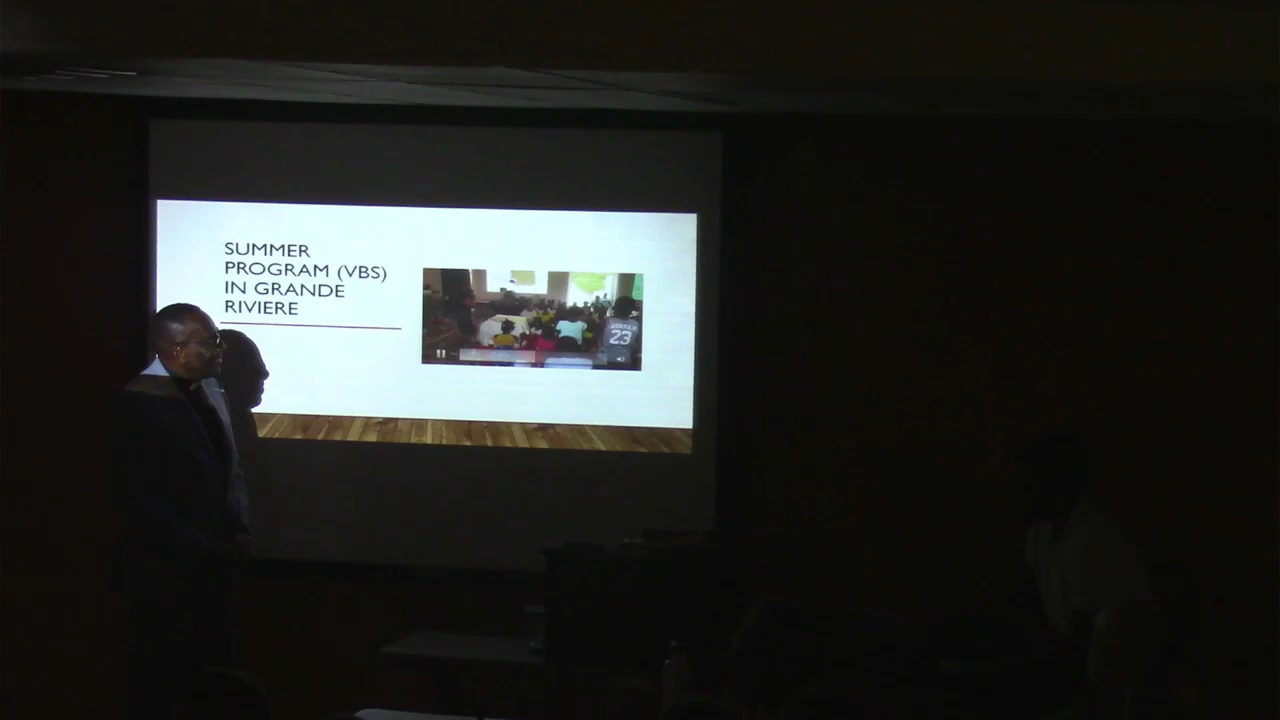 SUMMER
PROGRAM (VBS)
IN GRANDE
RIVIERE
23